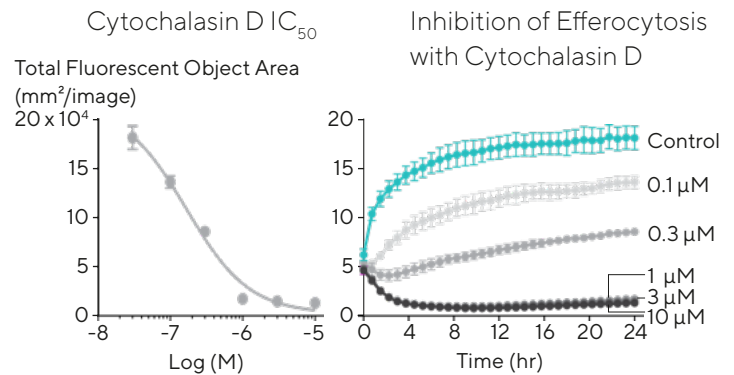 Cytochalasin D IC₅₀
Total Fluorescent Object Area
(mm²/image)
20 x 10⁴
15
10
5
0
-8
-7
-6
-5
Log (M)
Inhibition of Efferocytosis
with Cytochalasin D
20
15
10
5
0
0
4
8
12
16
20
24
Time (hr)
Control
0.1 µM
0.3 µM
1 µM
3 µM
10 µM